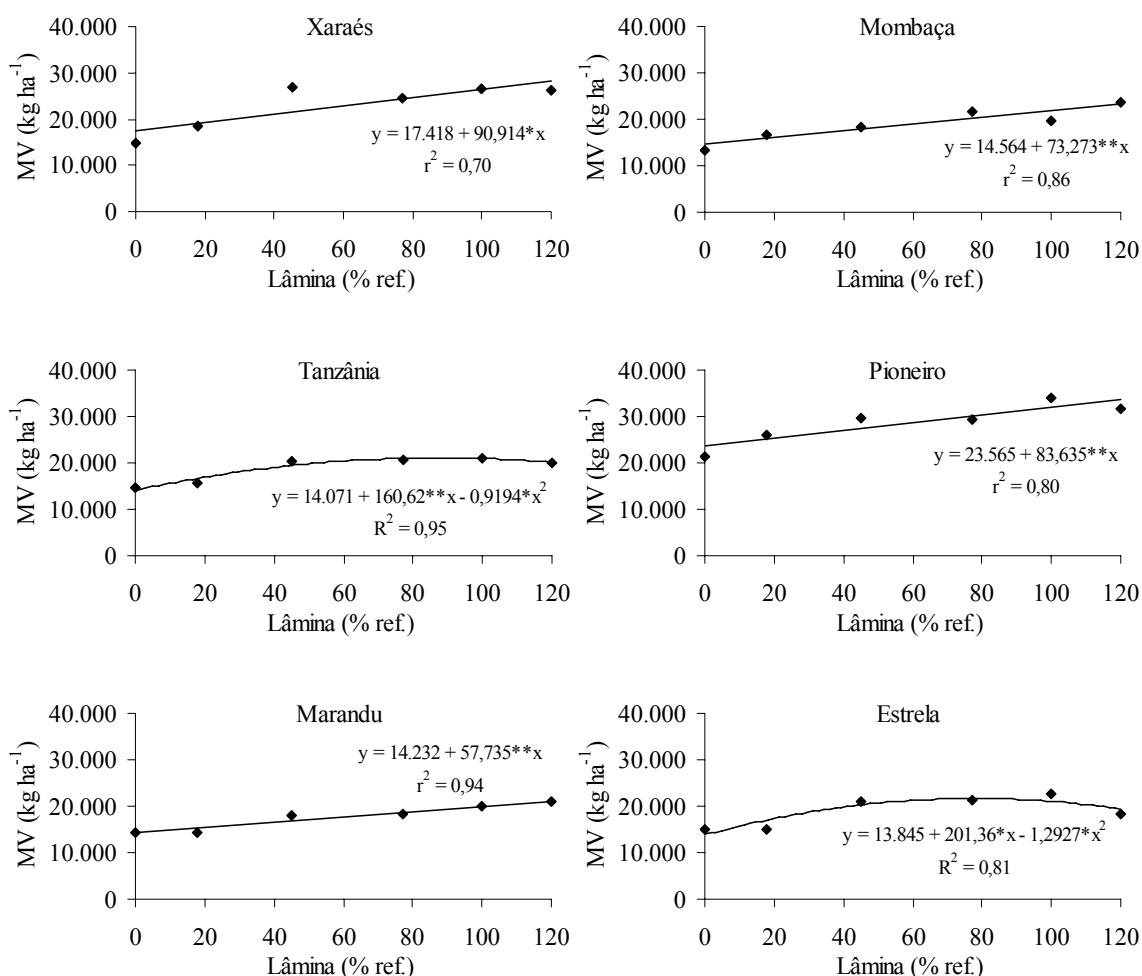 Xaraés
MV (kg ha⁻¹)
40.000
30.000
20.000
10.000
0
y = 17.418 + 90,914*x
r² = 0,70
0 20 40 60 80 100 120
Lâmina (% ref.)
Mombaça
MV (kg ha⁻¹)
40.000
30.000
20.000
10.000
0
y = 14.564 + 73,273**x
r² = 0,86
0 20 40 60 80 100 120
Lâmina (% ref.)
Tanzânia
MV (kg ha⁻¹)
40.000
30.000
20.000
10.000
0
y = 14.071 + 160,62**x - 0,9194*x²
R² = 0,95
0 20 40 60 80 100 120
Lâmina (% ref.)
Pioneiro
MV (kg ha⁻¹)
40.000
30.000
20.000
10.000
0
y = 23.565 + 83,635**x
r² = 0,80
0 20 40 60 80 100 120
Lâmina (% ref.)
Marandu
MV (kg ha⁻¹)
40.000
30.000
20.000
10.000
0
y = 14.232 + 57,735**x
r² = 0,94
0 20 40 60 80 100 120
Lâmina (% ref.)
Estrela
MV (kg ha⁻¹)
40.000
30.000
20.000
10.000
0
y = 13.845 + 201,36*x - 1,2927*x²
R² = 0,81
0 20 40 60 80 100 120
Lâmina (% ref.)